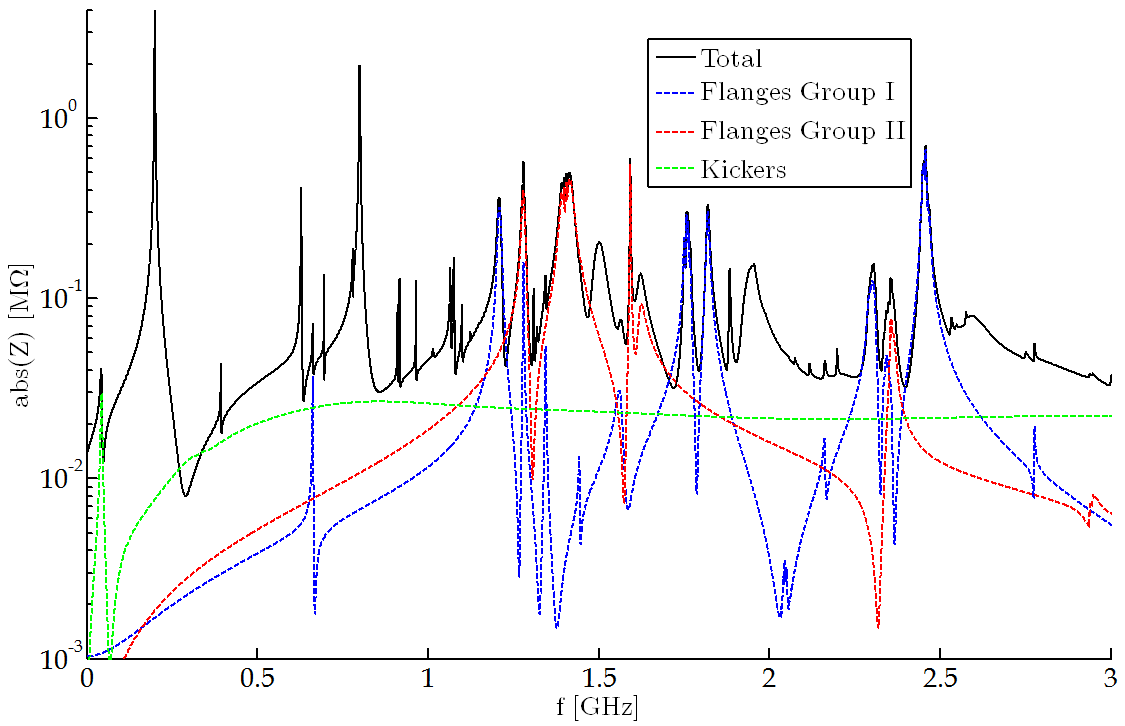 Total
Flanges Group I
Flanges Group II
Kickers
abs(Z) [MΩ]
10^0
10^-1
10^-2
10^-3
0 0.5 1 1.5 2 2.5 3
f [GHz]